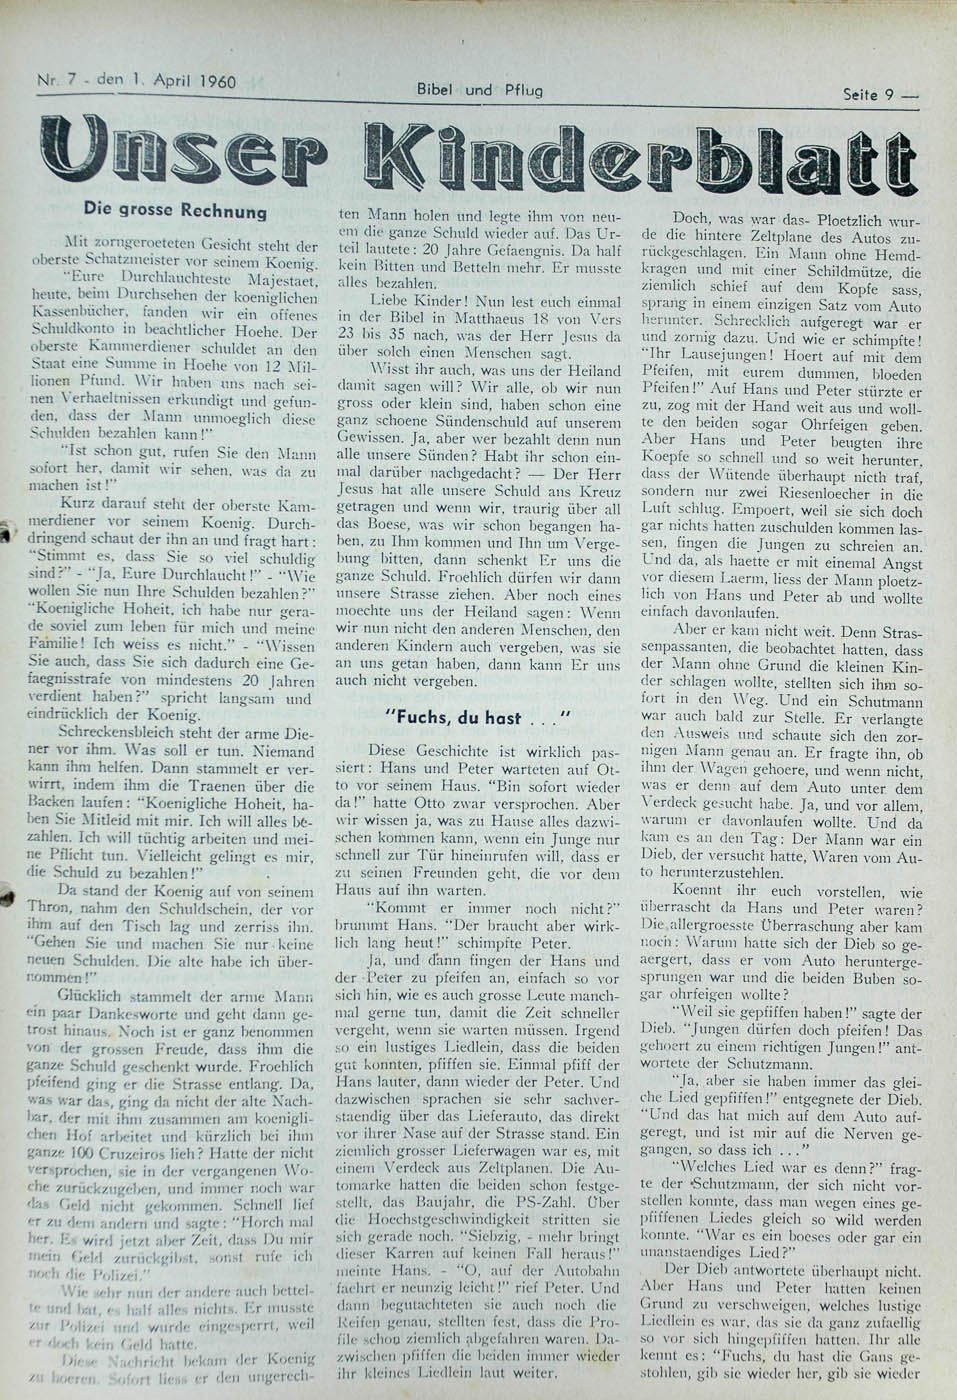 Nr. 7 - den 1. April 1960
Bibel und Pflug
Seite 9 —
Unser Kinderblatt
Die grosse Rechnung
Mit zorngeroeteten Gesicht steht der
oberste Schatzmeister vor seinem Koenig.
"Eure Durchlauchteste Majestaet,
heute, beim Durchsehen der koeniglichen
Kassenbücher, fanden wir ein offenes
Schuldkonto in beachtlicher Hoehe. Der
oberste Kammerdiener schuldet an den
Staat eine Summe in Hoehe von 12 Mil-
lionen Pfund. Wir haben uns nach sei-
nen Verhaeltnissen erkundigt und gefun-
den, dass der Mann unmoeglich diese
Schulden bezahlen kann!"
"Ist schon gut, rufen Sie den Mann
sofort her, damit wir sehen, was da zu
machen ist!"
Kurz darauf steht der oberste Kam-
merdiener vor seinem Koenig. Durch-
dringend schaut der ihn an und fragt hart:
"Stimmt es, dass Sie so viel schuldig
sind?" - "Ja, Eure Durchlaucht!" - "Wie
wollen Sie nun Ihre Schulden bezahlen?"
"Koenigliche Hoheit, ich habe nur gera-
de soviel zum leben für mich und meine
Familie! Ich weiss es nicht." - "Wissen
Sie auch, dass Sie sich dadurch eine Ge-
faegnisstrafe von mindestens 20 Jahren
verdient haben?" spricht langsam und
eindrücklich der Koenig.
Schreckensbleich steht der arme Die-
ner vor ihm. Was soll er tun. Niemand
kann ihm helfen. Dann stammelt er ver-
wirrt, indem ihm die Traenen über die
Backen laufen: "Koenigliche Hoheit, ha-
ben Sie Mitleid mit mir. Ich will alles be-
zahlen. Ich will tüchtig arbeiten und mei-
ne Pflicht tun. Vielleicht gelingt es mir,
die Schuld zu bezahlen!"
Da stand der Koenig auf von seinem
Thron, nahm den Schuldschein, der vor
ihm auf den Tisch lag und zerriss ihn.
"Gehen Sie und machen Sie nur keine
neuen Schulden. Die alte habe ich über-
nommen!"
Glücklich stammelt der arme Mann
ein paar Dankesworte und geht dann ge-
trost hinaus. Noch ist er ganz benommen
von der grossen Freude, dass ihm die
ganze Schuld geschenkt wurde. Froehlich
pfeifend ging er die Strasse entlang. Da,
was war das, ging da nicht der alte Nach-
bar, der mit ihm zusammen am koenigli-
chen Hof arbeitet und kürzlich bei ihm
ganze 100 Cruzeiros lieh? Hatte der nicht
versprochen, sie in der vergangenen Wo-
che zurückzugeben, und immer noch war
das Geld nicht gekommen. Schnell lief
er zu dem andern und sagte: "Horch mal
her. Es wird jetzt aber Zeit, dass Du mir
mein Geld zurückgibst, sonst rufe ich
noch die Polizei."
Wie sehr nun der andere auch bettel-
te und bat, es half alles nichts. Er musste
zur Polizei und wurde eingesperrt, weil
er doch kein Geld hatte.
Diese Nachricht bekam der Koenig
zu hoeren. Sofort liess er den ungerech-
ten Mann holen und legte ihm von neu-
em die ganze Schuld wieder auf. Das Ur-
teil lautete: 20 Jahre Gefaengnis. Da half
kein Bitten und Betteln mehr. Er musste
alles bezahlen.
Liebe Kinder! Nun lest euch einmal
in der Bibel in Matthaeus 18 von Vers
23 bis 35 nach, was der Herr Jesus da
über solch einen Menschen sagt.
Wisst ihr auch, was uns der Heiland
damit sagen will? Wir alle, ob wir nun
gross oder klein sind, haben schon eine
ganz schoene Sündenschuld auf unserem
Gewissen. Ja, aber wer bezahlt denn nun
alle unsere Sünden? Habt ihr schon ein-
mal darüber nachgedacht? — Der Herr
Jesus hat alle unsere Schuld ans Kreuz
getragen und wenn wir, traurig über all
das Boese, was wir schon begangen ha-
ben, zu Ihm kommen und Ihn um Verge-
bung bitten, dann schenkt Er uns die
ganze Schuld. Froehlich dürfen wir dann
unsere Strasse ziehen. Aber noch eines
moechte uns der Heiland sagen: Wenn
wir nun nicht den anderen Menschen, den
anderen Kindern auch vergeben, was sie
an uns getan haben, dann kann Er uns
auch nicht vergeben.
"Fuchs, du hast . . ."
Diese Geschichte ist wirklich pas-
siert: Hans und Peter warteten auf Ot-
to vor seinem Haus. "Bin sofort wieder
da!" hatte Otto zwar versprochen. Aber
wir wissen ja, was zu Hause alles dazwi-
schen kommen kann, wenn ein Junge nur
schnell zur Tür hineinrufen will, dass er
zu seinen Freunden geht, die vor dem
Haus auf ihn warten.
"Kommt er immer noch nicht?"
brummt Hans. "Der braucht aber wirk-
lich lang heut!" schimpfte Peter.
Ja, und dann fingen der Hans und
der Peter zu pfeifen an, einfach so vor
sich hin, wie es auch grosse Leute manch-
mal gerne tun, damit die Zeit schneller
vergeht, wenn sie warten müssen. Irgend
so ein lustiges Liedlein, dass die beiden
gut konnten, pfiffen sie. Einmal pfiff der
Hans lauter, dann wieder der Peter. Und
dazwischen sprachen sie sehr sachver-
staendig über das Lieferauto, das direkt
vor ihrer Nase auf der Strasse stand. Ein
ziemlich grosser Lieferwagen war es, mit
einem Verdeck aus Zeltplanen. Die Au-
tomarke hatten die beiden schon festge-
stellt, das Baujahr, die PS-Zahl. Über
die Hoechstgeschwindigkeit stritten sie
sich gerade noch. "Siebzig, - mehr bringt
dieser Karren auf keinen Fall heraus!"
meinte Hans. - "O, auf der Autobahn
faehrt er neunzig leicht!" rief Peter. Und
dann begutachteten sie auch noch die
Reifen genau, stellten fest, dass die Pro-
file schon ziemlich abgefahren waren. Da-
zwischen pfiffen die beiden immer wieder
ihr kleines Liedlein laut weiter.
Doch, was war das- Ploetzlich wur-
de die hintere Zeltplane des Autos zu-
rückgeschlagen. Ein Mann ohne Hemd-
kragen und mit einer Schildmütze, die
ziemlich schief auf dem Kopfe sass,
sprang in einem einzigen Satz vom Auto
herunter. Schrecklich aufgeregt war er
und zornig dazu. Und wie er schimpfte!
"Ihr Lausejungen! Hoert auf mit dem
Pfeifen, mit eurem dummen, bloeden
Pfeifen!" Auf Hans und Peter stürzte er
zu, zog mit der Hand weit aus und woll-
te den beiden sogar Ohrfeigen geben.
Aber Hans und Peter beugten ihre
Koepfe so schnell und so weit herunter,
dass der Wütende überhaupt nicth traf,
sondern nur zwei Riesenloecher in die
Luft schlug. Empoert, weil sie sich doch
gar nichts hatten zuschulden kommen las-
sen, fingen die Jungen zu schreien an.
Und da, als haette er mit einemal Angst
vor diesem Laerm, liess der Mann ploetz-
lich von Hans und Peter ab und wollte
einfach davonlaufen.
Aber er kam nicht weit. Denn Stras-
senpassanten, die beobachtet hatten, dass
der Mann ohne Grund die kleinen Kin-
der schlagen wollte, stellten sich ihm so-
fort in den Weg. Und ein Schutmann
war auch bald zur Stelle. Er verlangte
den Ausweis und schaute sich den zor-
nigen Mann genau an. Er fragte ihn, ob
ihm der Wagen gehoere, und wenn nicht,
was er denn auf dem Auto unter dem
Verdeck gesucht habe. Ja, und vor allem,
warum er davonlaufen wollte. Und da
kam es an den Tag: Der Mann war ein
Dieb, der versucht hatte, Waren vom Au-
to herunterzustehlen.
Koennt ihr euch vorstellen, wie
überrascht da Hans und Peter waren?
Die allergroesste Überraschung aber kam
noch: Warum hatte sich der Dieb so ge-
aergert, dass er vom Auto herunterge-
sprungen war und die beiden Buben so-
gar ohrfeigen wollte?
"Weil sie gepfiffen haben!" sagte der
Dieb. "Jungen dürfen doch pfeifen! Das
gehoert zu einem richtigen Jungen!" ant-
wortete der Schutzmann.
"Ja, aber sie haben immer das glei-
che Lied gepfiffen!" entgegnete der Dieb.
"Und das hat mich auf dem Auto auf-
geregt, und ist mir auf die Nerven ge-
gangen, so dass ich . . ."
"Welches Lied war es denn?" frag-
te der Schutzmann, der sich nicht vor-
stellen konnte, dass man wegen eines ge-
pfiffenen Liedes gleich so wild werden
konnte. "War es ein boeses oder gar ein
unanstaendiges Lied?"
Der Dieb antwortete überhaupt nicht.
Aber Hans und Peter hatten keinen
Grund zu verschweigen, welches lustige
Liedlein es war, das sie da ganz zufaellig
so vor sich hingepfiffen hatten. Ihr alle
kennt es: "Fuchs, du hast die Gans ge-
stohlen, gib sie wieder her, gib sie wieder